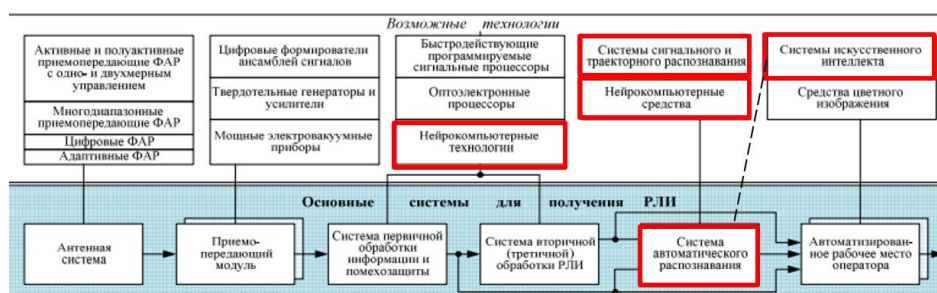 Возможные технологии
Активные и полуактивные
приемопередающие ФАР
с одно- и двухмерным
управлением
Многодиапазонные
приемопередающие ФАР
Цифровые ФАР
Адаптивные ФАР
Цифровые формирователи
ансамблей сигналов
Твердотельные генераторы и
усилители
Мощные электровакуумные
приборы
Быстродействующие
программируемые
сигнальные процессоры
Оптоэлектронные
процессоры
Нейрокомпьютерные
технологии
Системы сигнального и
траекторного распознавания
Нейрокомпьютерные
средства
Системы искусственного
интеллекта
Средства цветного
изображения
Основные системы для получения РЛИ
Антенная
система
Приемо-
передающий
модуль
Система первичной
обработки
информации и
помехозащиты
Система вторичной
(третичной)
обработки РЛИ
Система
автоматического
распознавания
Автоматизирован-
ное рабочее место
оператора